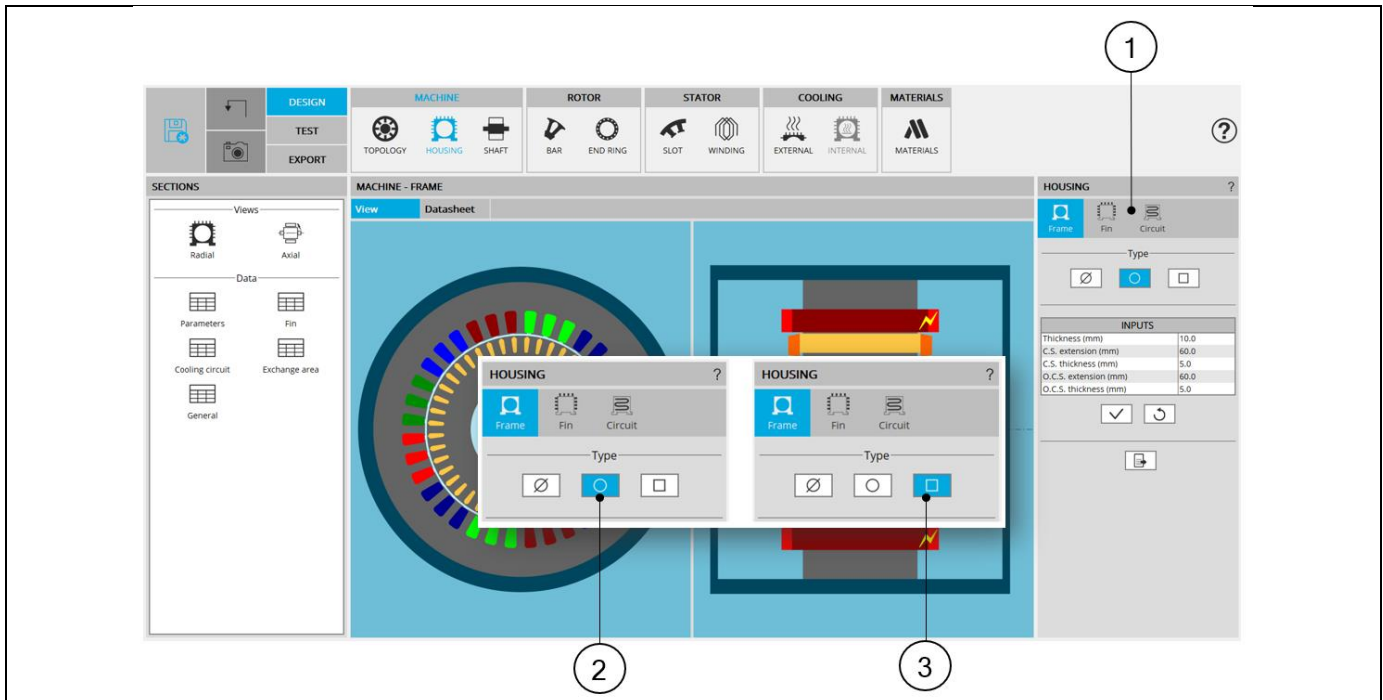 1
DESIGN
TEST
EXPORT
MACHINE
TOPOLOGY HOUSING SHAFT
ROTOR
BAR END RING
STATOR
SLOT WINDING
COOLING
EXTERNAL INTERNAL
MATERIALS
MATERIALS
?
SECTIONS
Views
Radial Axial
Data
Parameters Fin
Cooling circuit Exchange area
General
MACHINE - FRAME
View Datasheet
HOUSING ?
Frame Fin Circuit
Type
INPUTS
Thickness (mm) 10.0
C.S. extension (mm) 60.0
C.S. thickness (mm) 5.0
O.C.S. extension (mm) 60.0
O.C.S. thickness (mm) 5.0
HOUSING ?
Frame Fin Circuit
Type
HOUSING ?
Frame Fin Circuit
Type
2
3